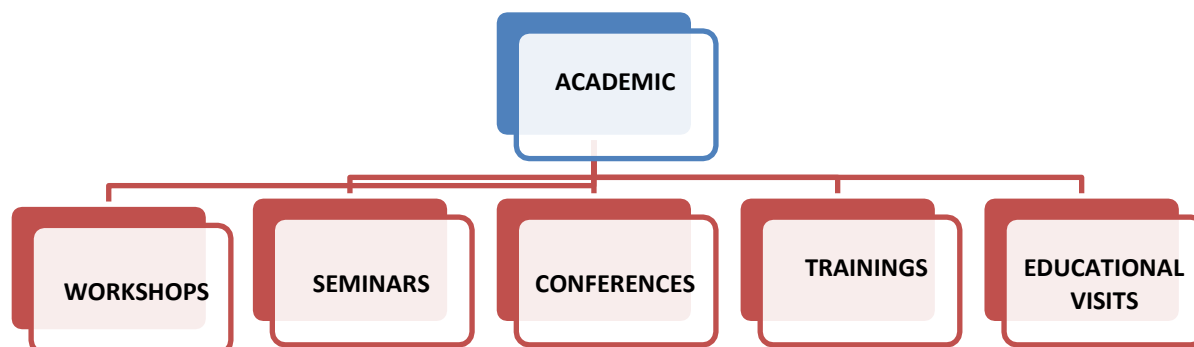 ACADEMIC
WORKSHOPS
SEMINARS
CONFERENCES
TRAININGS
EDUCATIONAL
VISITS